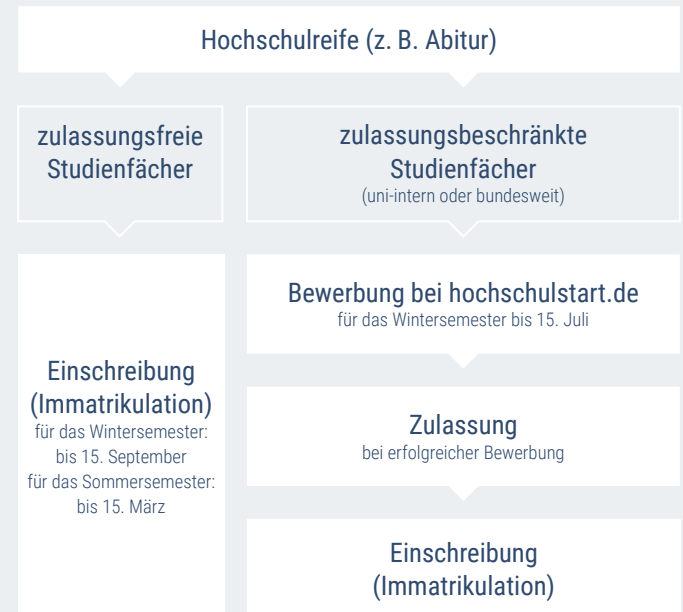 Hochschulreife (z. B. Abitur)
zulassungsfreie
Studienfächer
zulassungsbeschränkte
Studienfächer
(uni-intern oder bundesweit)
Einschreibung
(Immatrikulation)
für das Wintersemester:
bis 15. September
für das Sommersemester:
bis 15. März
Bewerbung bei hochschulstart.de
für das Wintersemester bis 15. Juli
Zulassung
bei erfolgreicher Bewerbung
Einschreibung
(Immatrikulation)